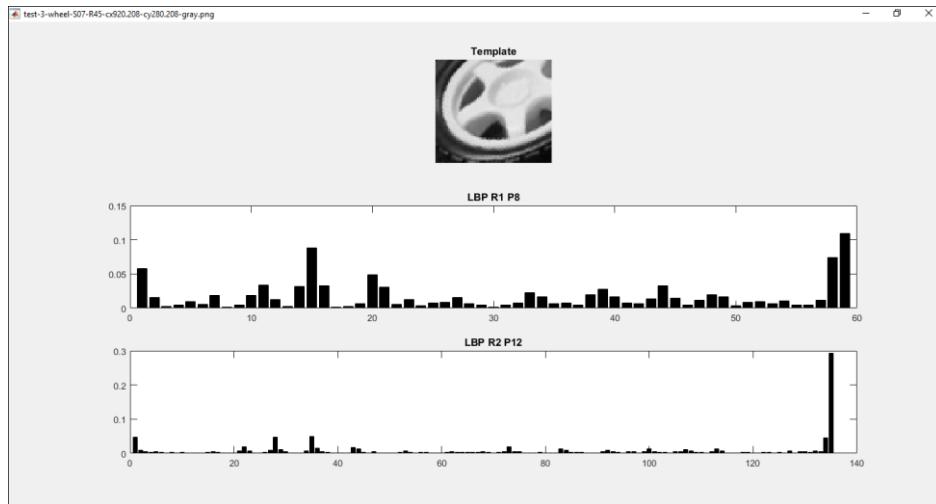 test-3-wheel-S07-R45-cx920.208-cy280.208-gray.png
Template
LBP R1 P8
0.15
0.1
0.05
0
0 10 20 30 40 50 60
LBP R2 P12
0.3
0.2
0.1
0
0 20 40 60 80 100 120 140